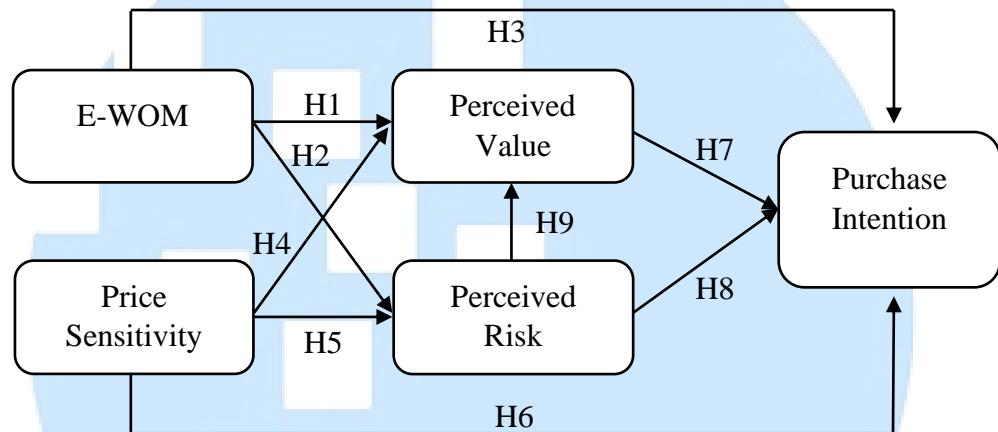 H3
E-WOM
H1
Perceived
Value
H2
H7
Purchase
Intention
H4
H9
Price
Sensitivity
H5
Perceived
Risk
H8
H6